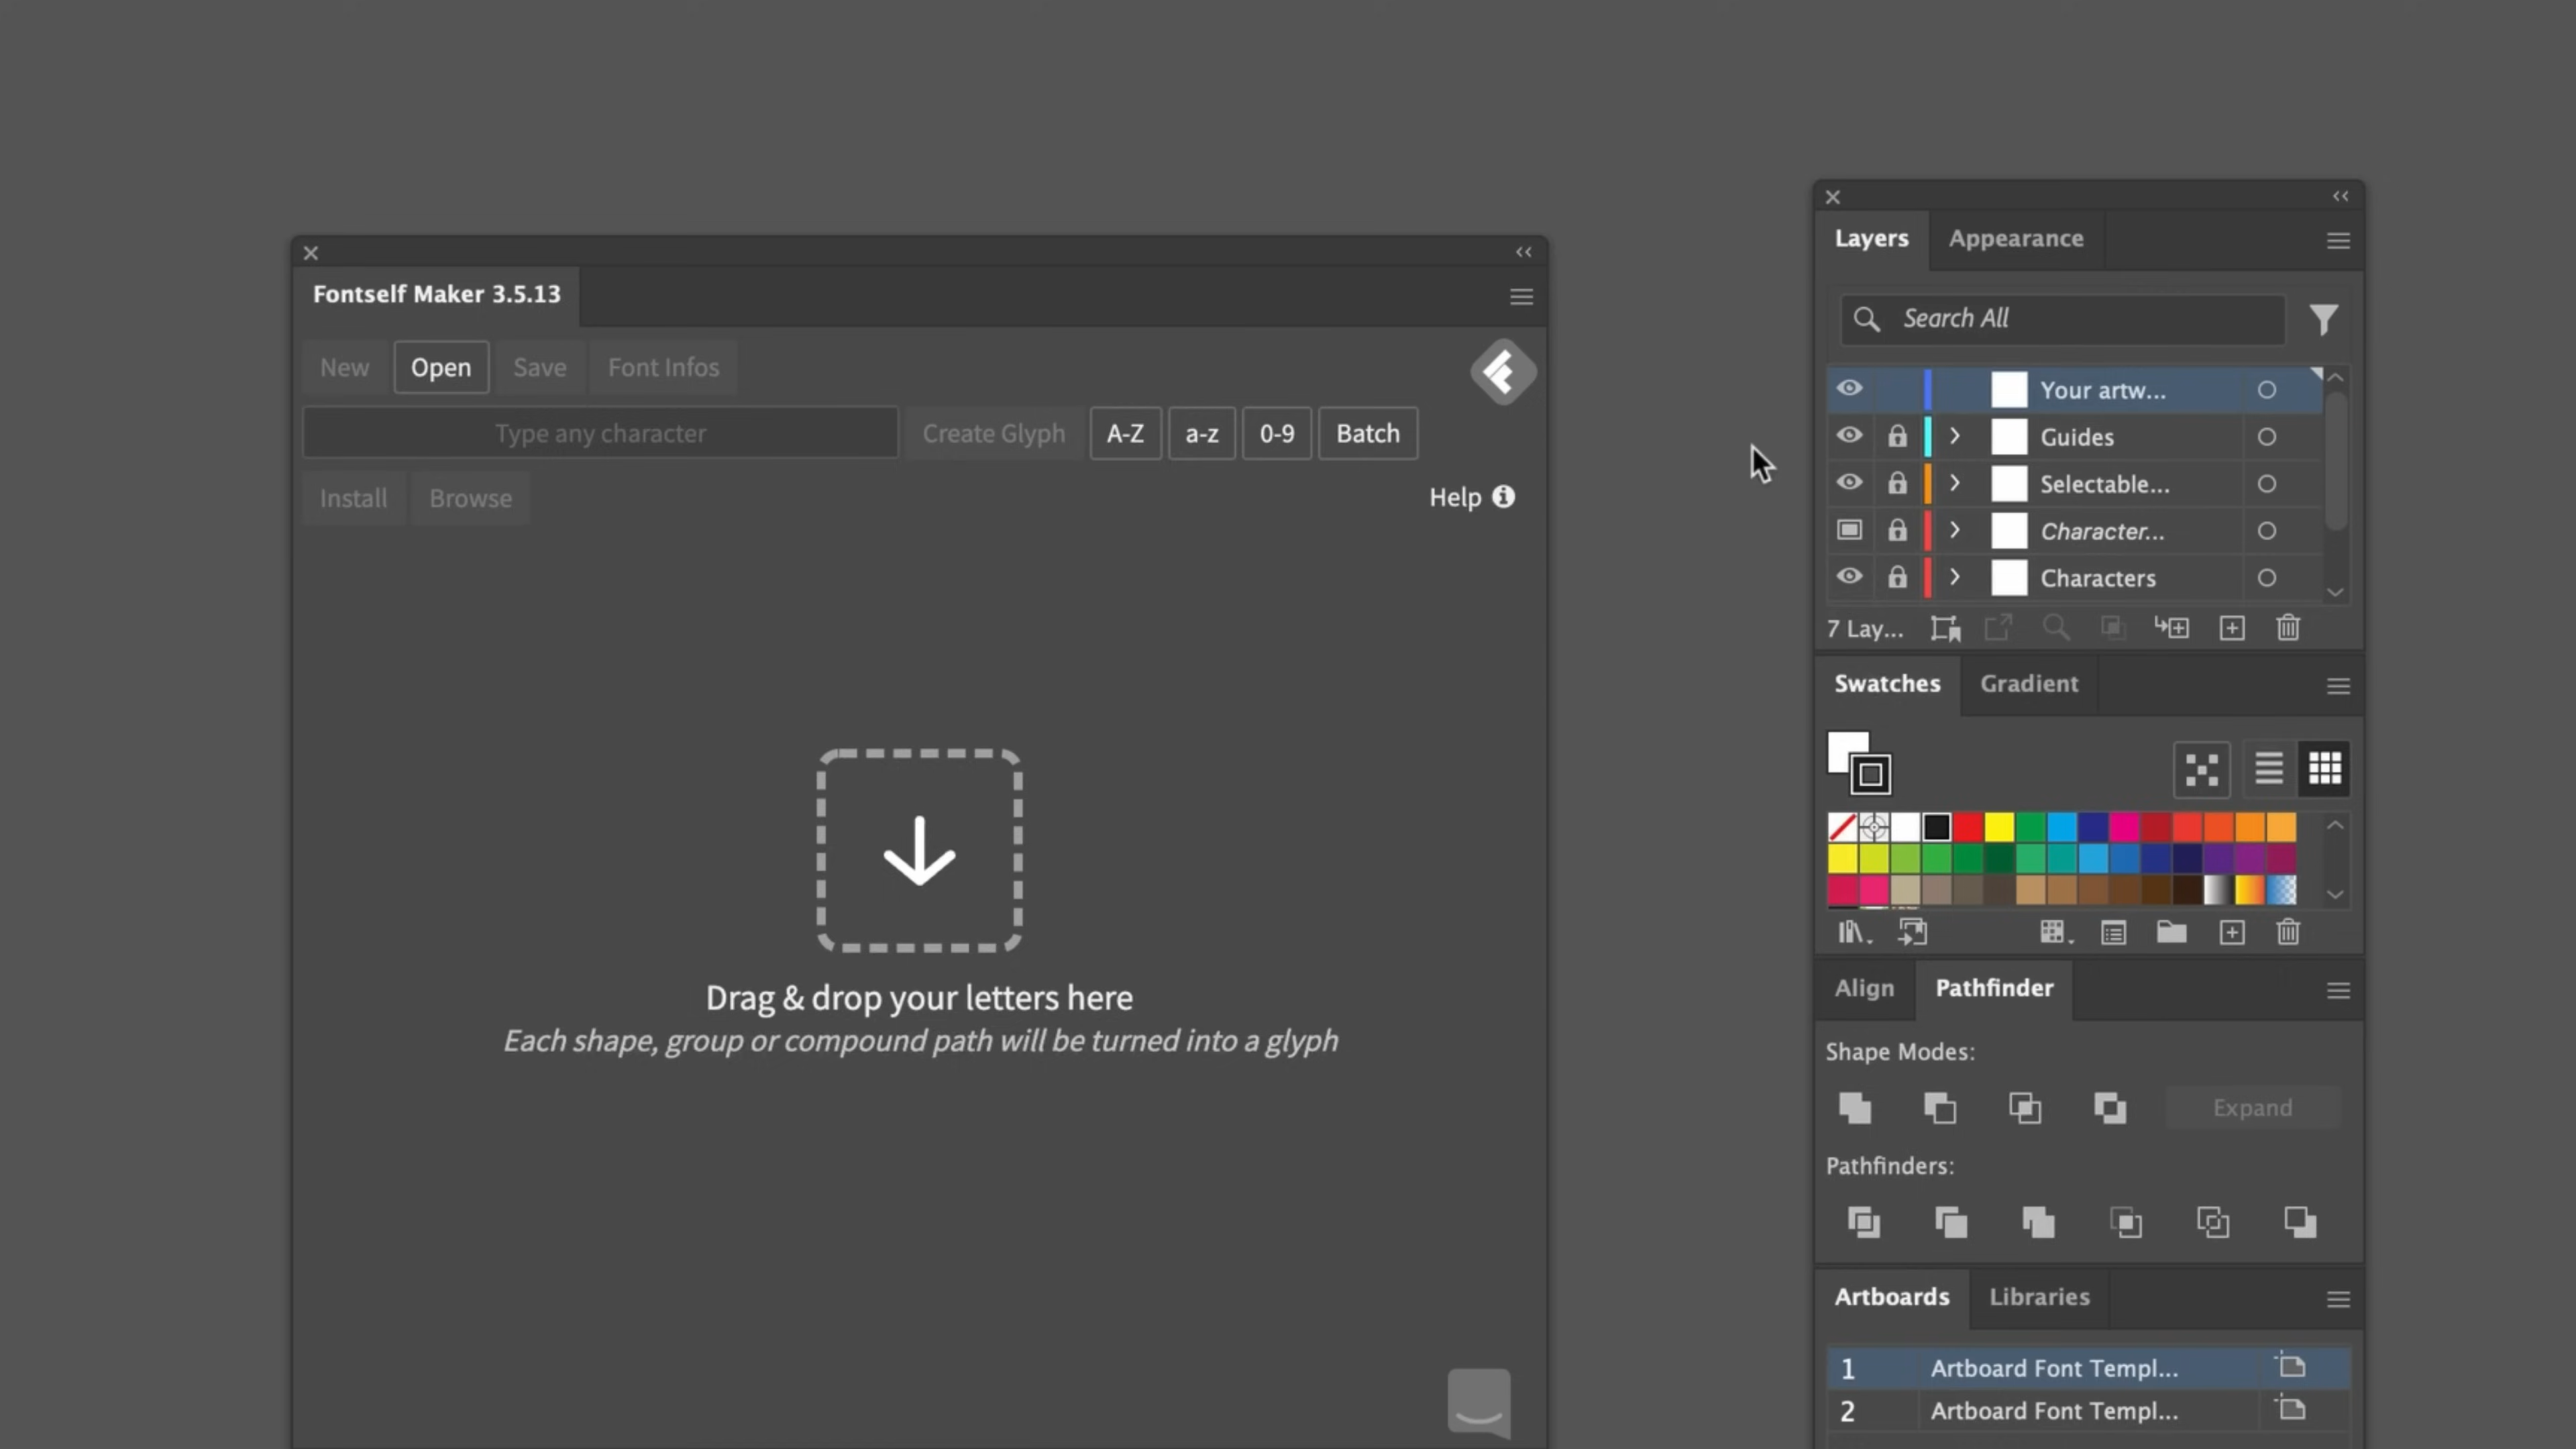 Fontself Maker 3.5.13
New Open Save Font Infos
Type any character Create Glyph A-Z a-z 0-9 Batch
Install Browse Help
Drag & drop your letters here
Each shape, group or compound path will be turned into a glyph
Layers Appearance
Search All
Your artw...
Guides
Selectable...
Character...
Characters
7 Lay...
Swatches Gradient
Align Pathfinder
Shape Modes:
Expand
Pathfinders:
Artboards Libraries
1 Artboard Font Templ...
2 Artboard Font Templ...